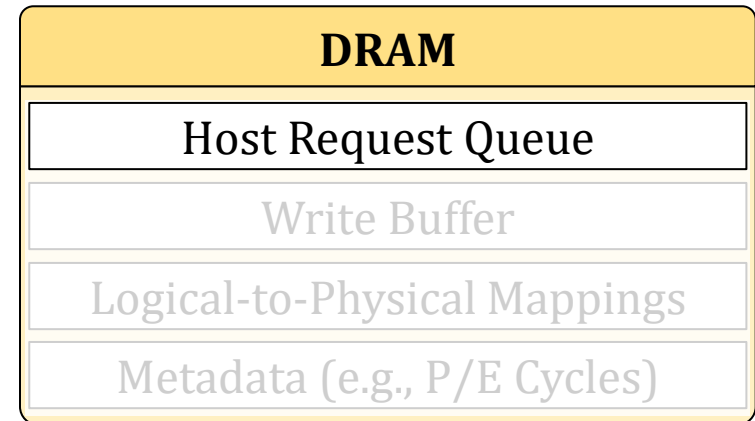 DRAM
Host Request Queue
Write Buffer
Logical-to-Physical Mappings
Metadata (e.g., P/E Cycles)